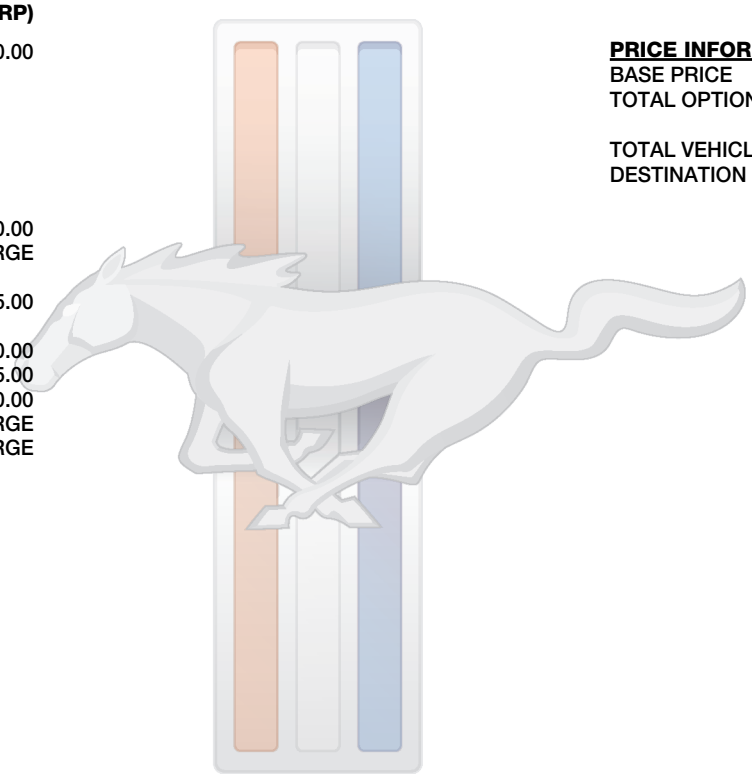 RP)
0.00
0.00
RGE
5.00
0.00
5.00
0.00
RGE
RGE
PRICE INFOR
BASE PRICE
TOTAL OPTION
TOTAL VEHICL
DESTINATION